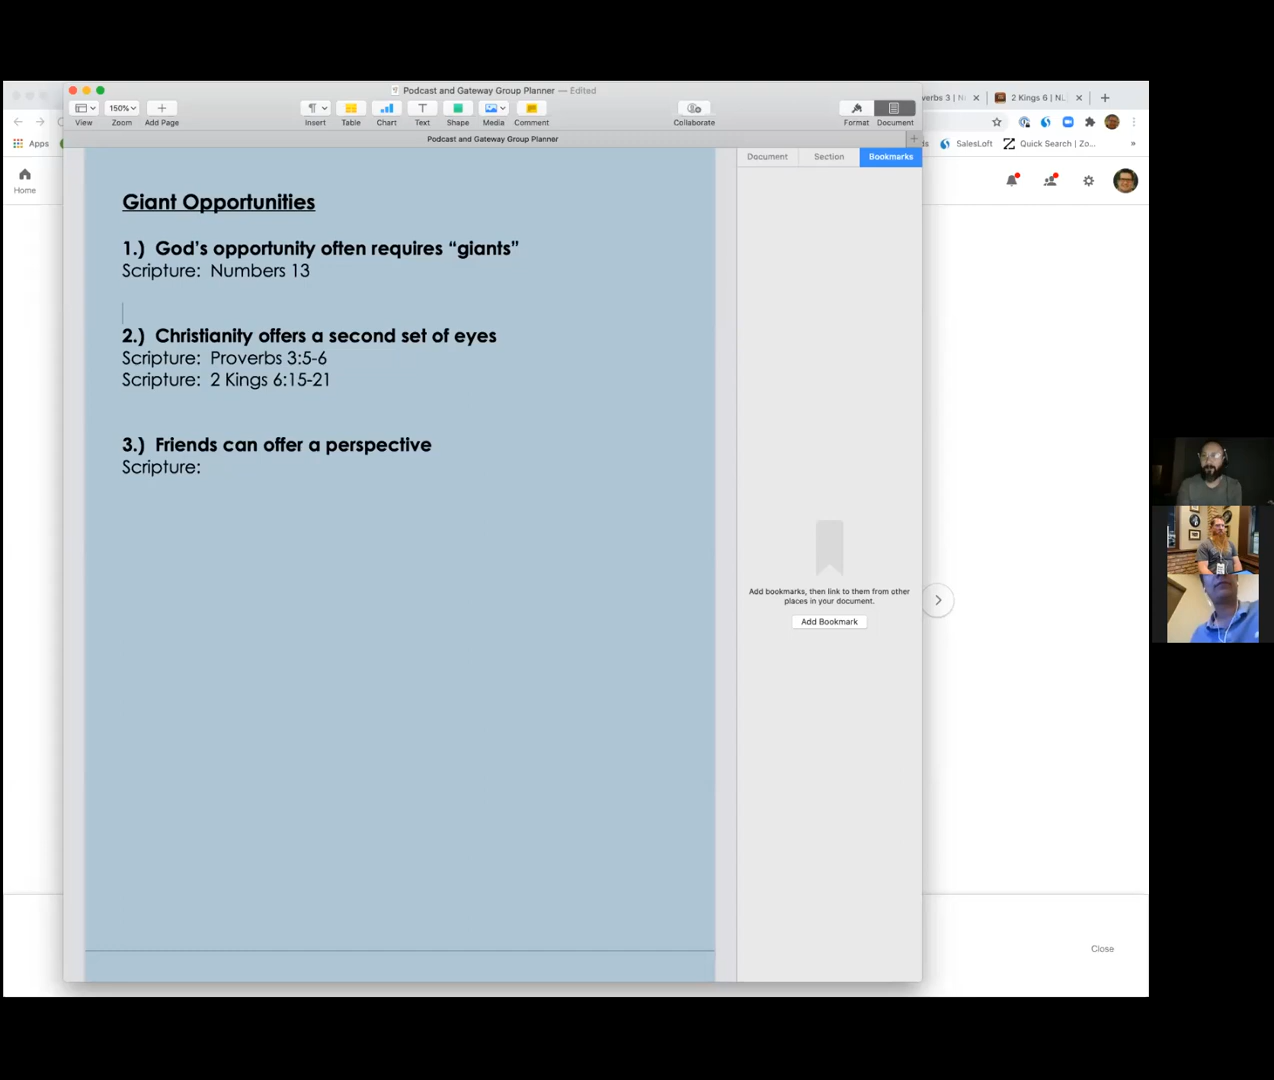 Podcast and Gateway Group Planner — Edited
verbs 3 | N
2 Kings 6 | NL
150%
View
Zoom
Add Page
Insert
Table
Chart
Text
Shape
Media
Comment
Collaborate
Format
Document
Podcast and Gateway Group Planner
Apps
SalesLoft
Quick Search | Zo...
Home
Document
Section
Bookmarks
Giant Opportunities
1.) God’s opportunity often requires “giants”
Scripture: Numbers 13
2.) Christianity offers a second set of eyes
Scripture: Proverbs 3:5-6
Scripture: 2 Kings 6:15-21
3.) Friends can offer a perspective
Scripture:
Add bookmarks, then link to them from other
places in your document.
Add Bookmark
Close